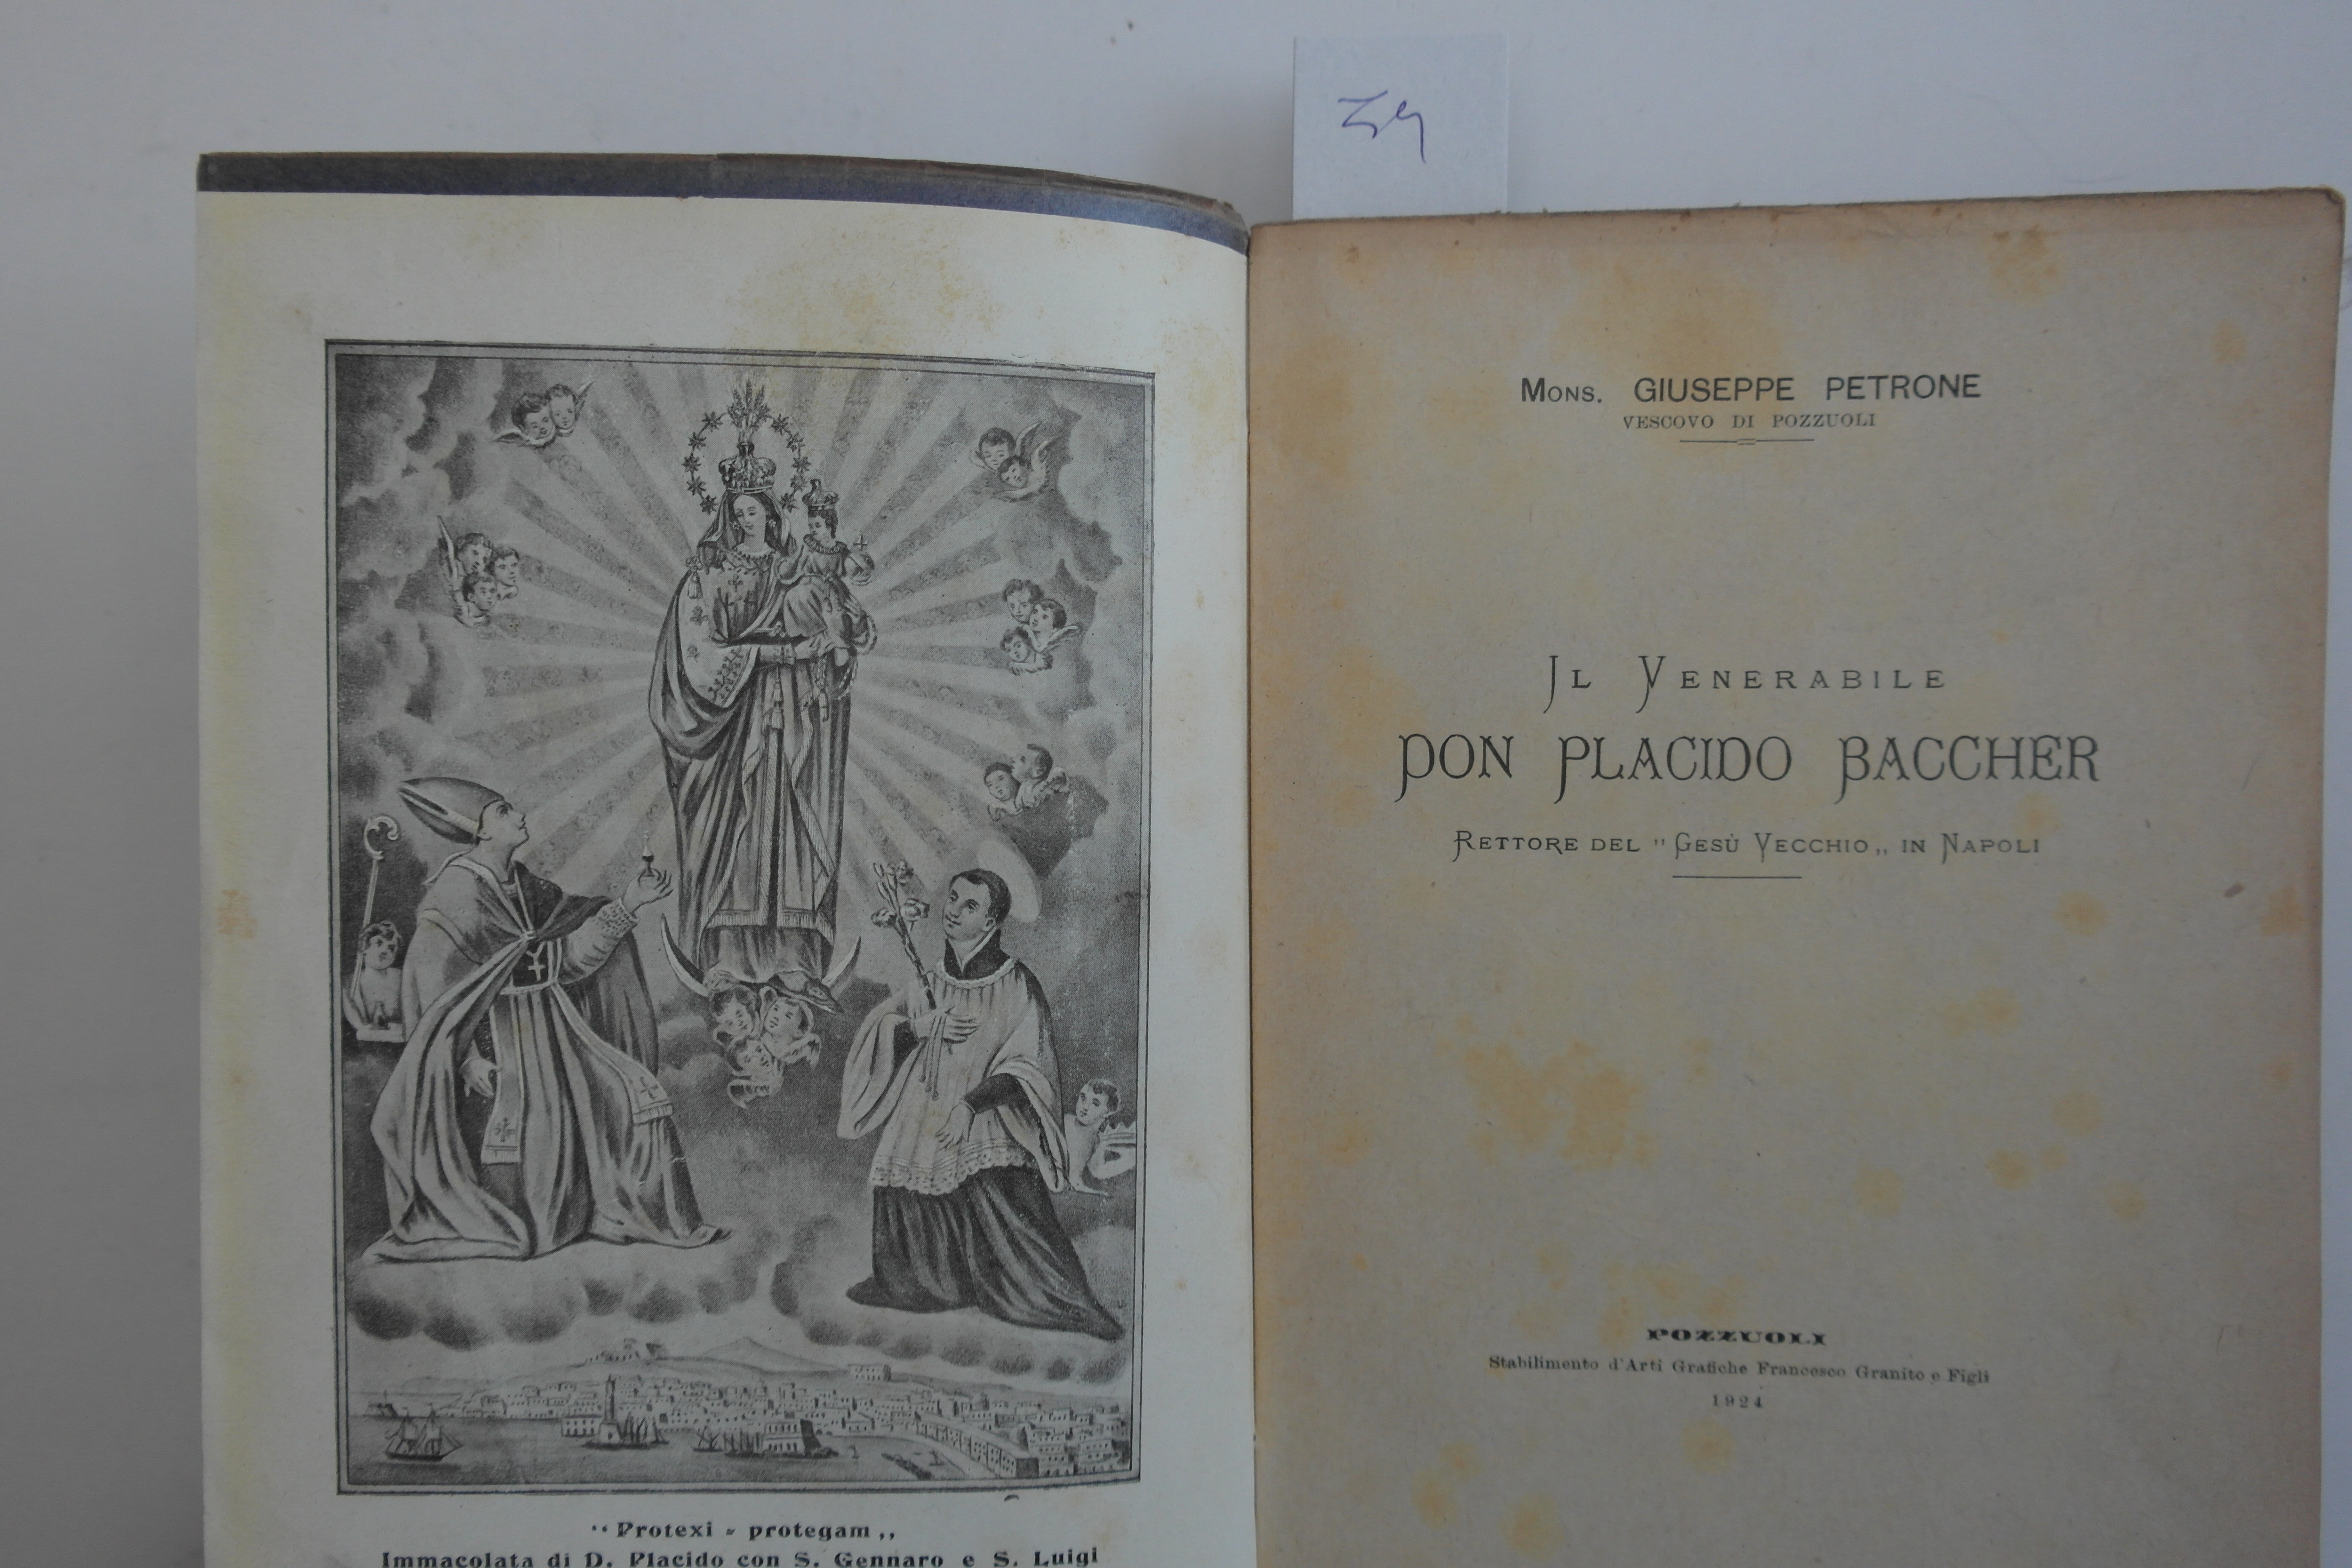 39
"Protexi - protegam„
Immacolata di D. Placido con S. Gennaro e S. Luigi
Mons. GIUSEPPE PETRONE
VESCOVO DI POZZUOLI
Il Venerabile
DON PLACIDO BACCHER
Rettore del "Gesù Vecchio„ in Napoli
POZZUOLI
Stabilimento d'Arti Grafiche Francesco Granito e Figli
1924